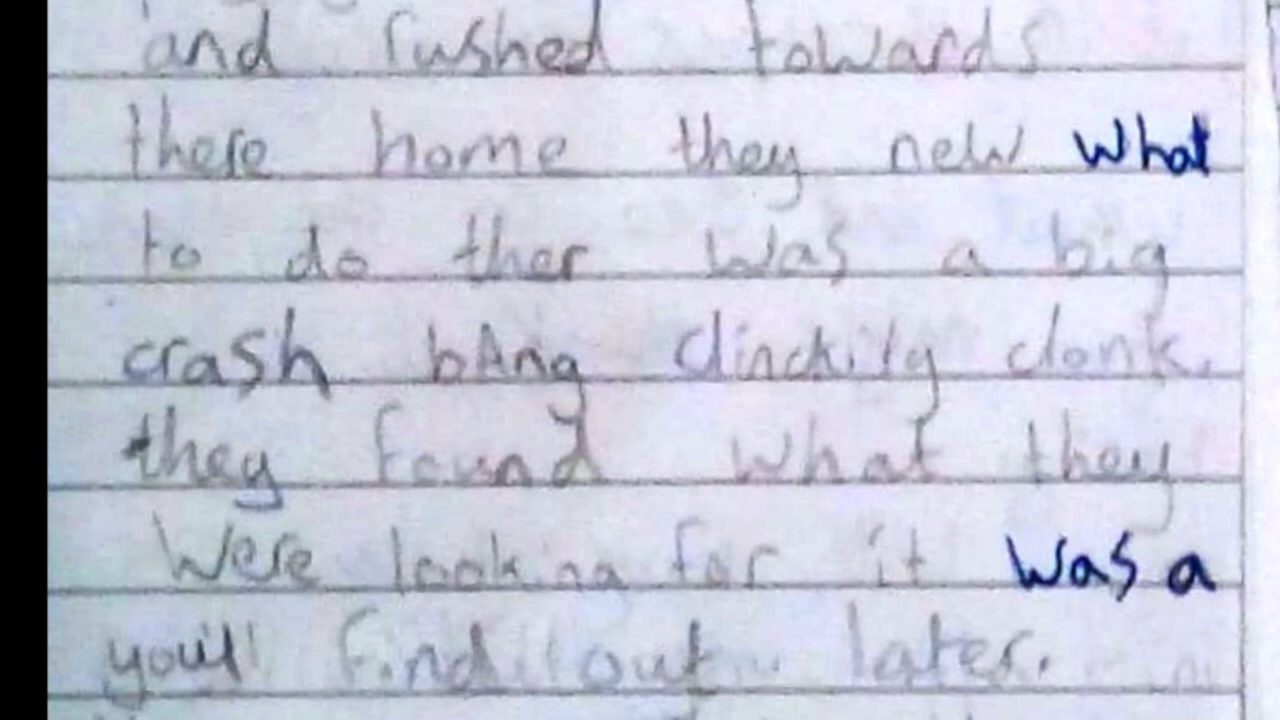 and rushed towards
there home they new what
to do ther was a big
crash bAng clinckity clonk.
they found what they
Were looking for it was a
you'll find out later.